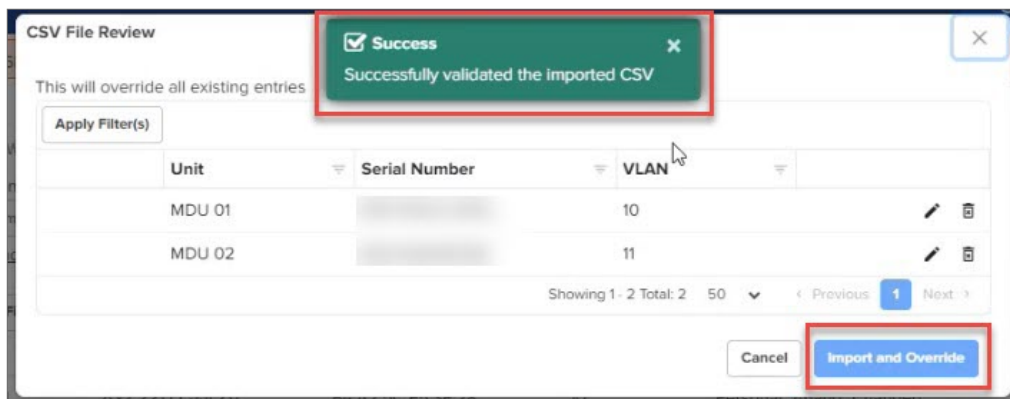 CSV File Review
Success
Successfully validated the imported CSV
This will override all existing entries
Apply Filter(s)
Unit Serial Number VLAN
MDU 01 10
MDU 02 11
Showing 1 - 2 Total: 2 50 Previous 1 Next
Cancel Import and Override